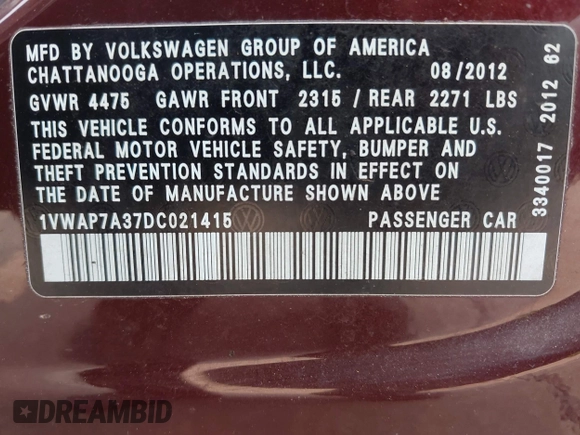 MFD BY VOLKSWAGEN GROUP OF AMERICA
CHATTANOOGA OPERATIONS, LLC. 08/2012
GVWR 4475 GAWR FRONT 2315/REAR 2271 LBS
THIS VEHICLE CONFORMS TO ALL APPLICABLE U.S.
FEDERAL MOTOR VEHICLE SAFETY, BUMPER AND
THEFT PREVENTION STANDARDS IN EFFECT ON
THE DATE OF MANUFACTURE SHOWN ABOVE
1VWAP7A37DC021415 PASSENGER CAR
3340017 2012 62
DREAMBID